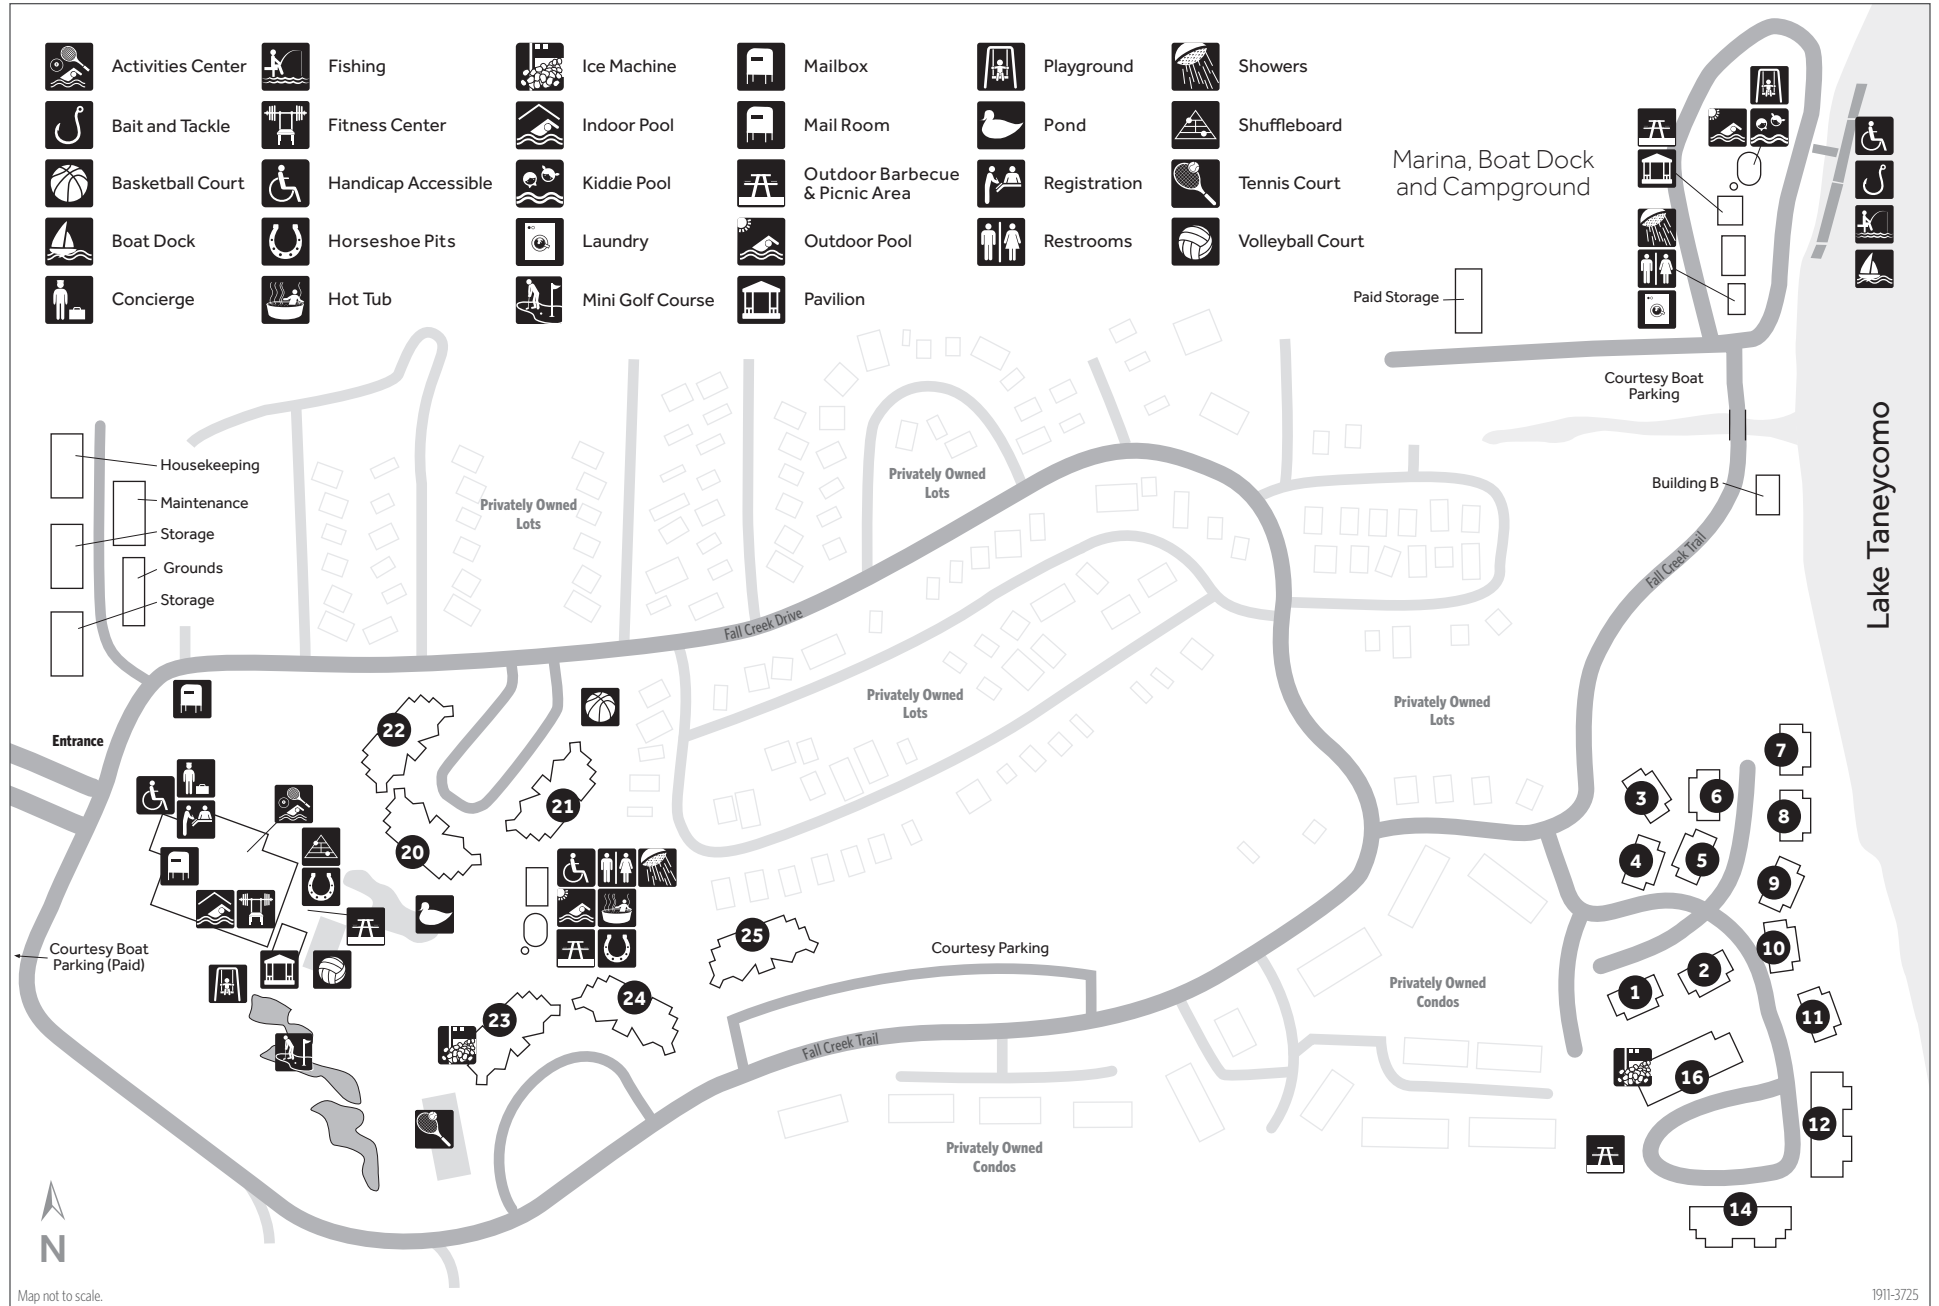 Activities Center
Fishing
Ice Machine
Mailbox
Playground
Showers
Bait and Tackle
Fitness Center
Indoor Pool
Mail Room
Pond
Shuffleboard
Basketball Court
Handicap Accessible
Kiddie Pool
Outdoor Barbecue
& Picnic Area
Registration
Tennis Court
Boat Dock
Horseshoe Pits
Laundry
Outdoor Pool
Restrooms
Volleyball Court
Concierge
Hot Tub
Mini Golf Course
Pavilion
Marina, Boat Dock
and Campground
Paid Storage
Courtesy Boat
Parking
Lake Taneycomo
Building B
Fall Creek Trail
Housekeeping
Maintenance
Storage
Grounds
Storage
Privately Owned
Lots
Privately Owned
Lots
Fall Creek Drive
Privately Owned
Lots
Privately Owned
Lots
Entrance
22
21
20
7
3
6
8
4
5
9
25
10
Courtesy Boat
Parking (Paid)
Courtesy Parking
Privately Owned
Condos
2
1
24
23
11
Fall Creek Trail
16
12
Privately Owned
Condos
14
N
Map not to scale.
1911-3725